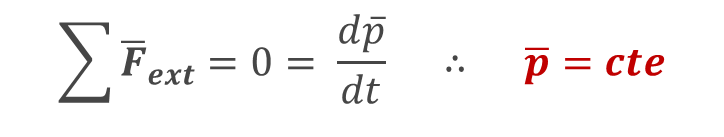 ∑ F̅ₑₓₜ = 0 = dp̅/dt ∴ p̅ = cte